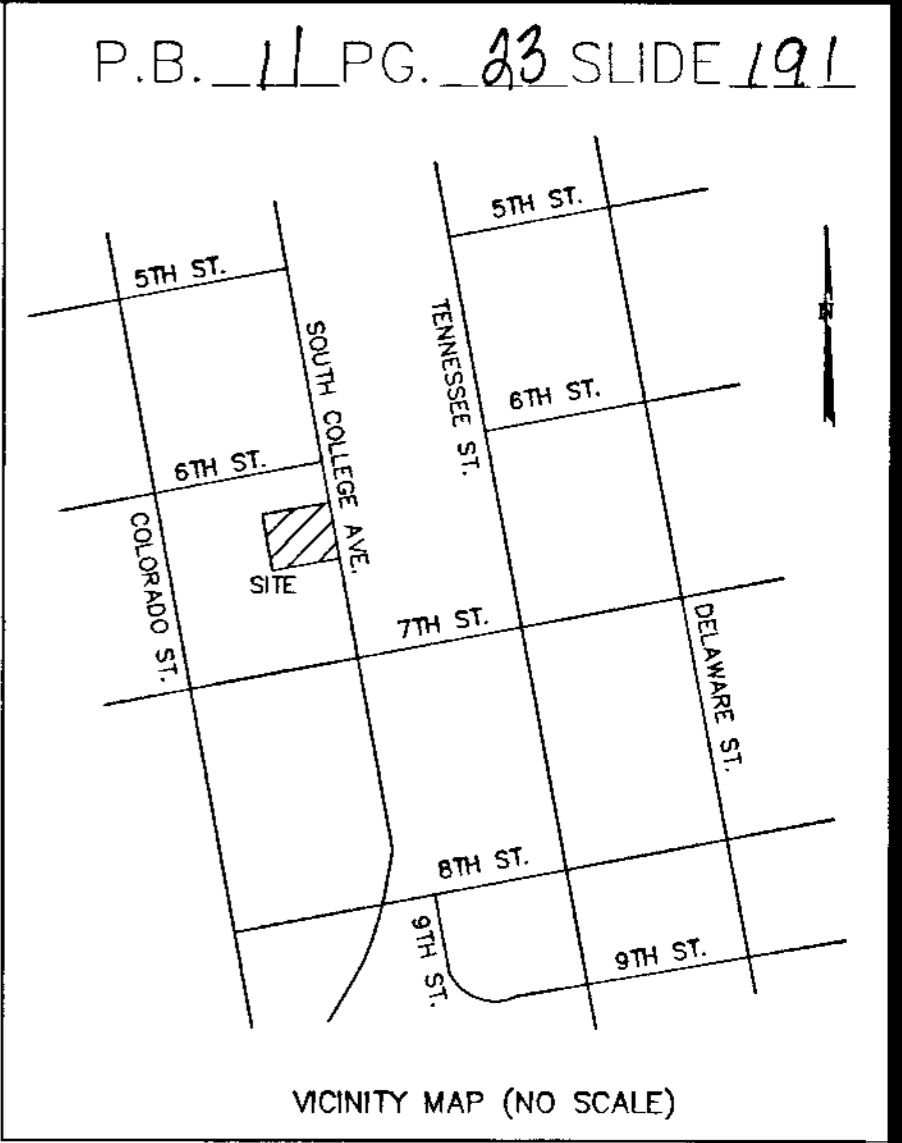 P.B. 11 PG. 23 SLIDE 191
5TH ST.
5TH ST.
N
SOUTH COLLEGE AVE.
TENNESSEE ST.
6TH ST.
6TH ST.
COLORADO ST.
SITE
7TH ST.
DELAWARE ST.
8TH ST.
9TH ST.
9TH ST.
VICINITY MAP (NO SCALE)